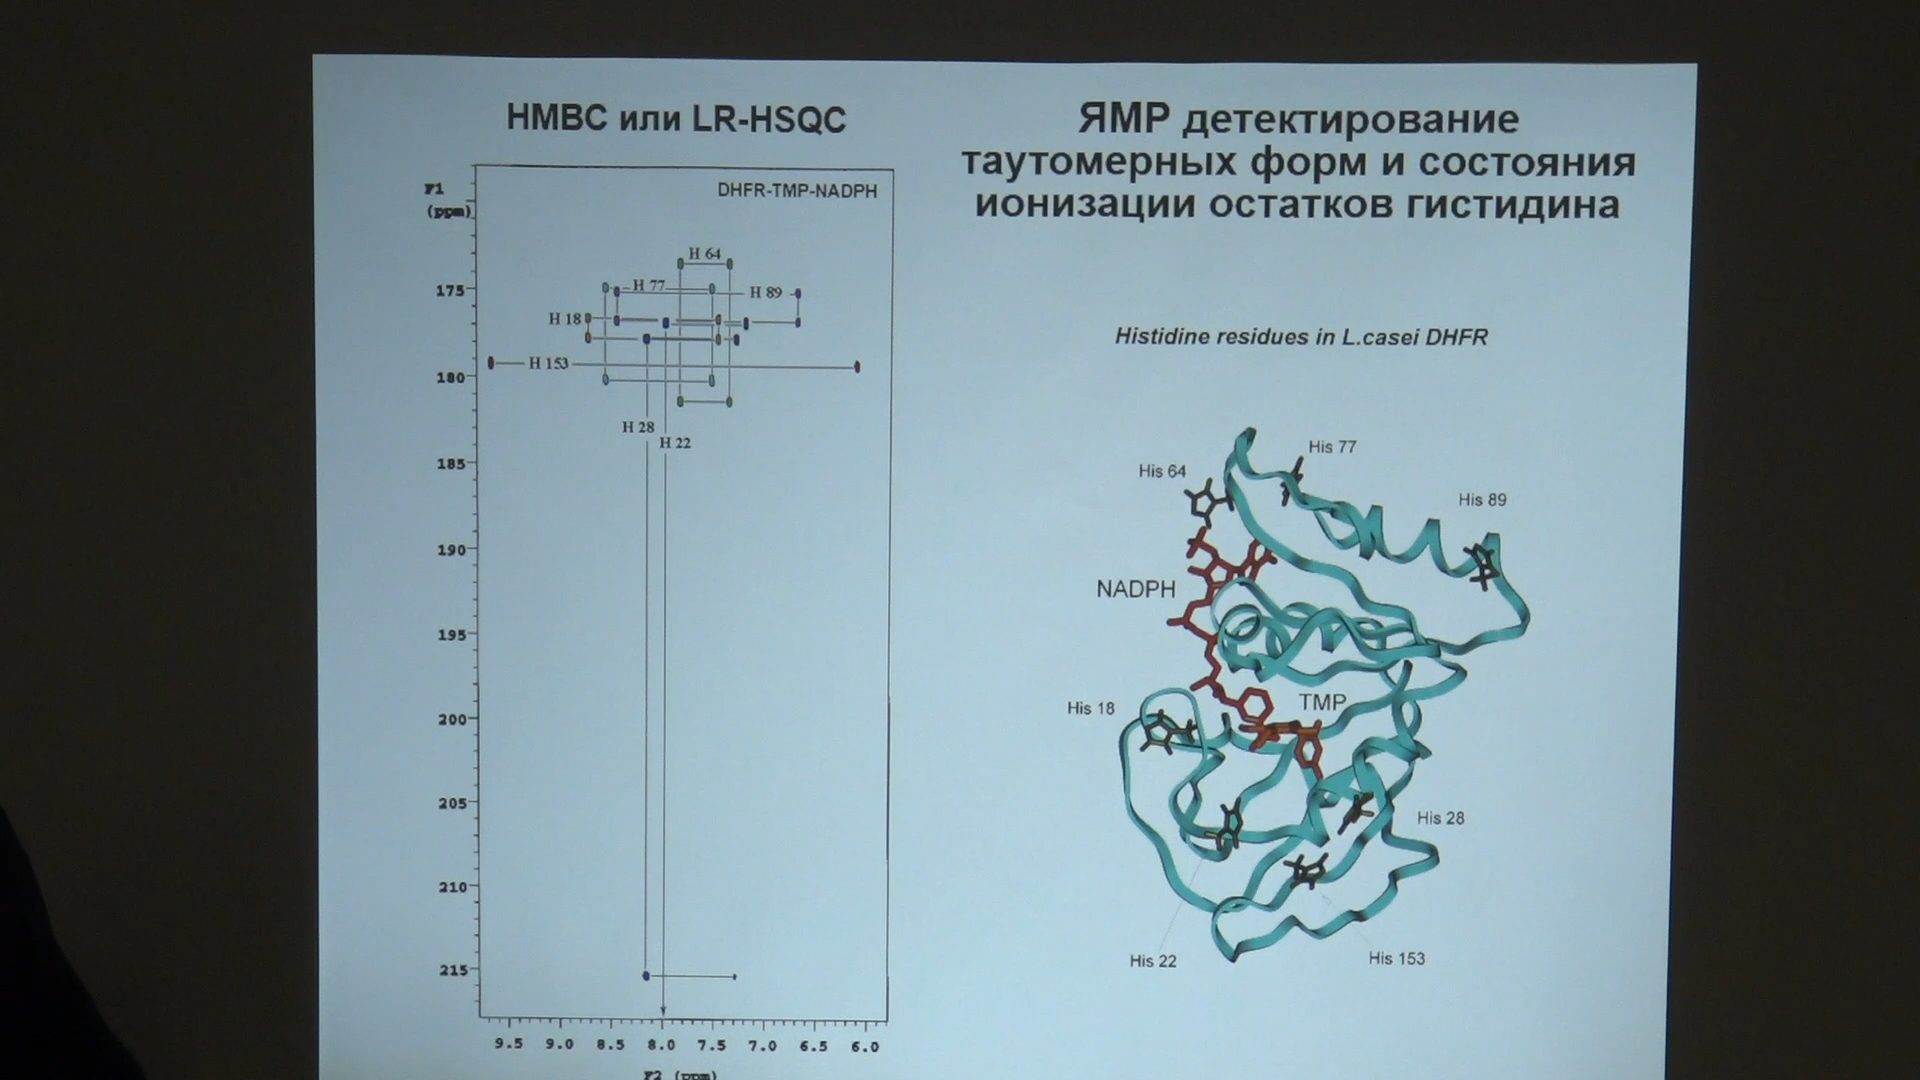 HMBC или LR-HSQC
F1
(ppm)
DHFR-TMP-NADPH
H 64
H 77
H 89
H 18
H 153
H 28
H 22
175
180
185
190
195
200
205
210
215
9.5 9.0 8.5 8.0 7.5 7.0 6.5 6.0
F2 (ppm)
ЯМР детектирование
таутомерных форм и состояния
ионизации остатков гистидина
Histidine residues in L.casei DHFR
His 77
His 64
His 89
NADPH
TMP
His 18
His 28
His 22
His 153